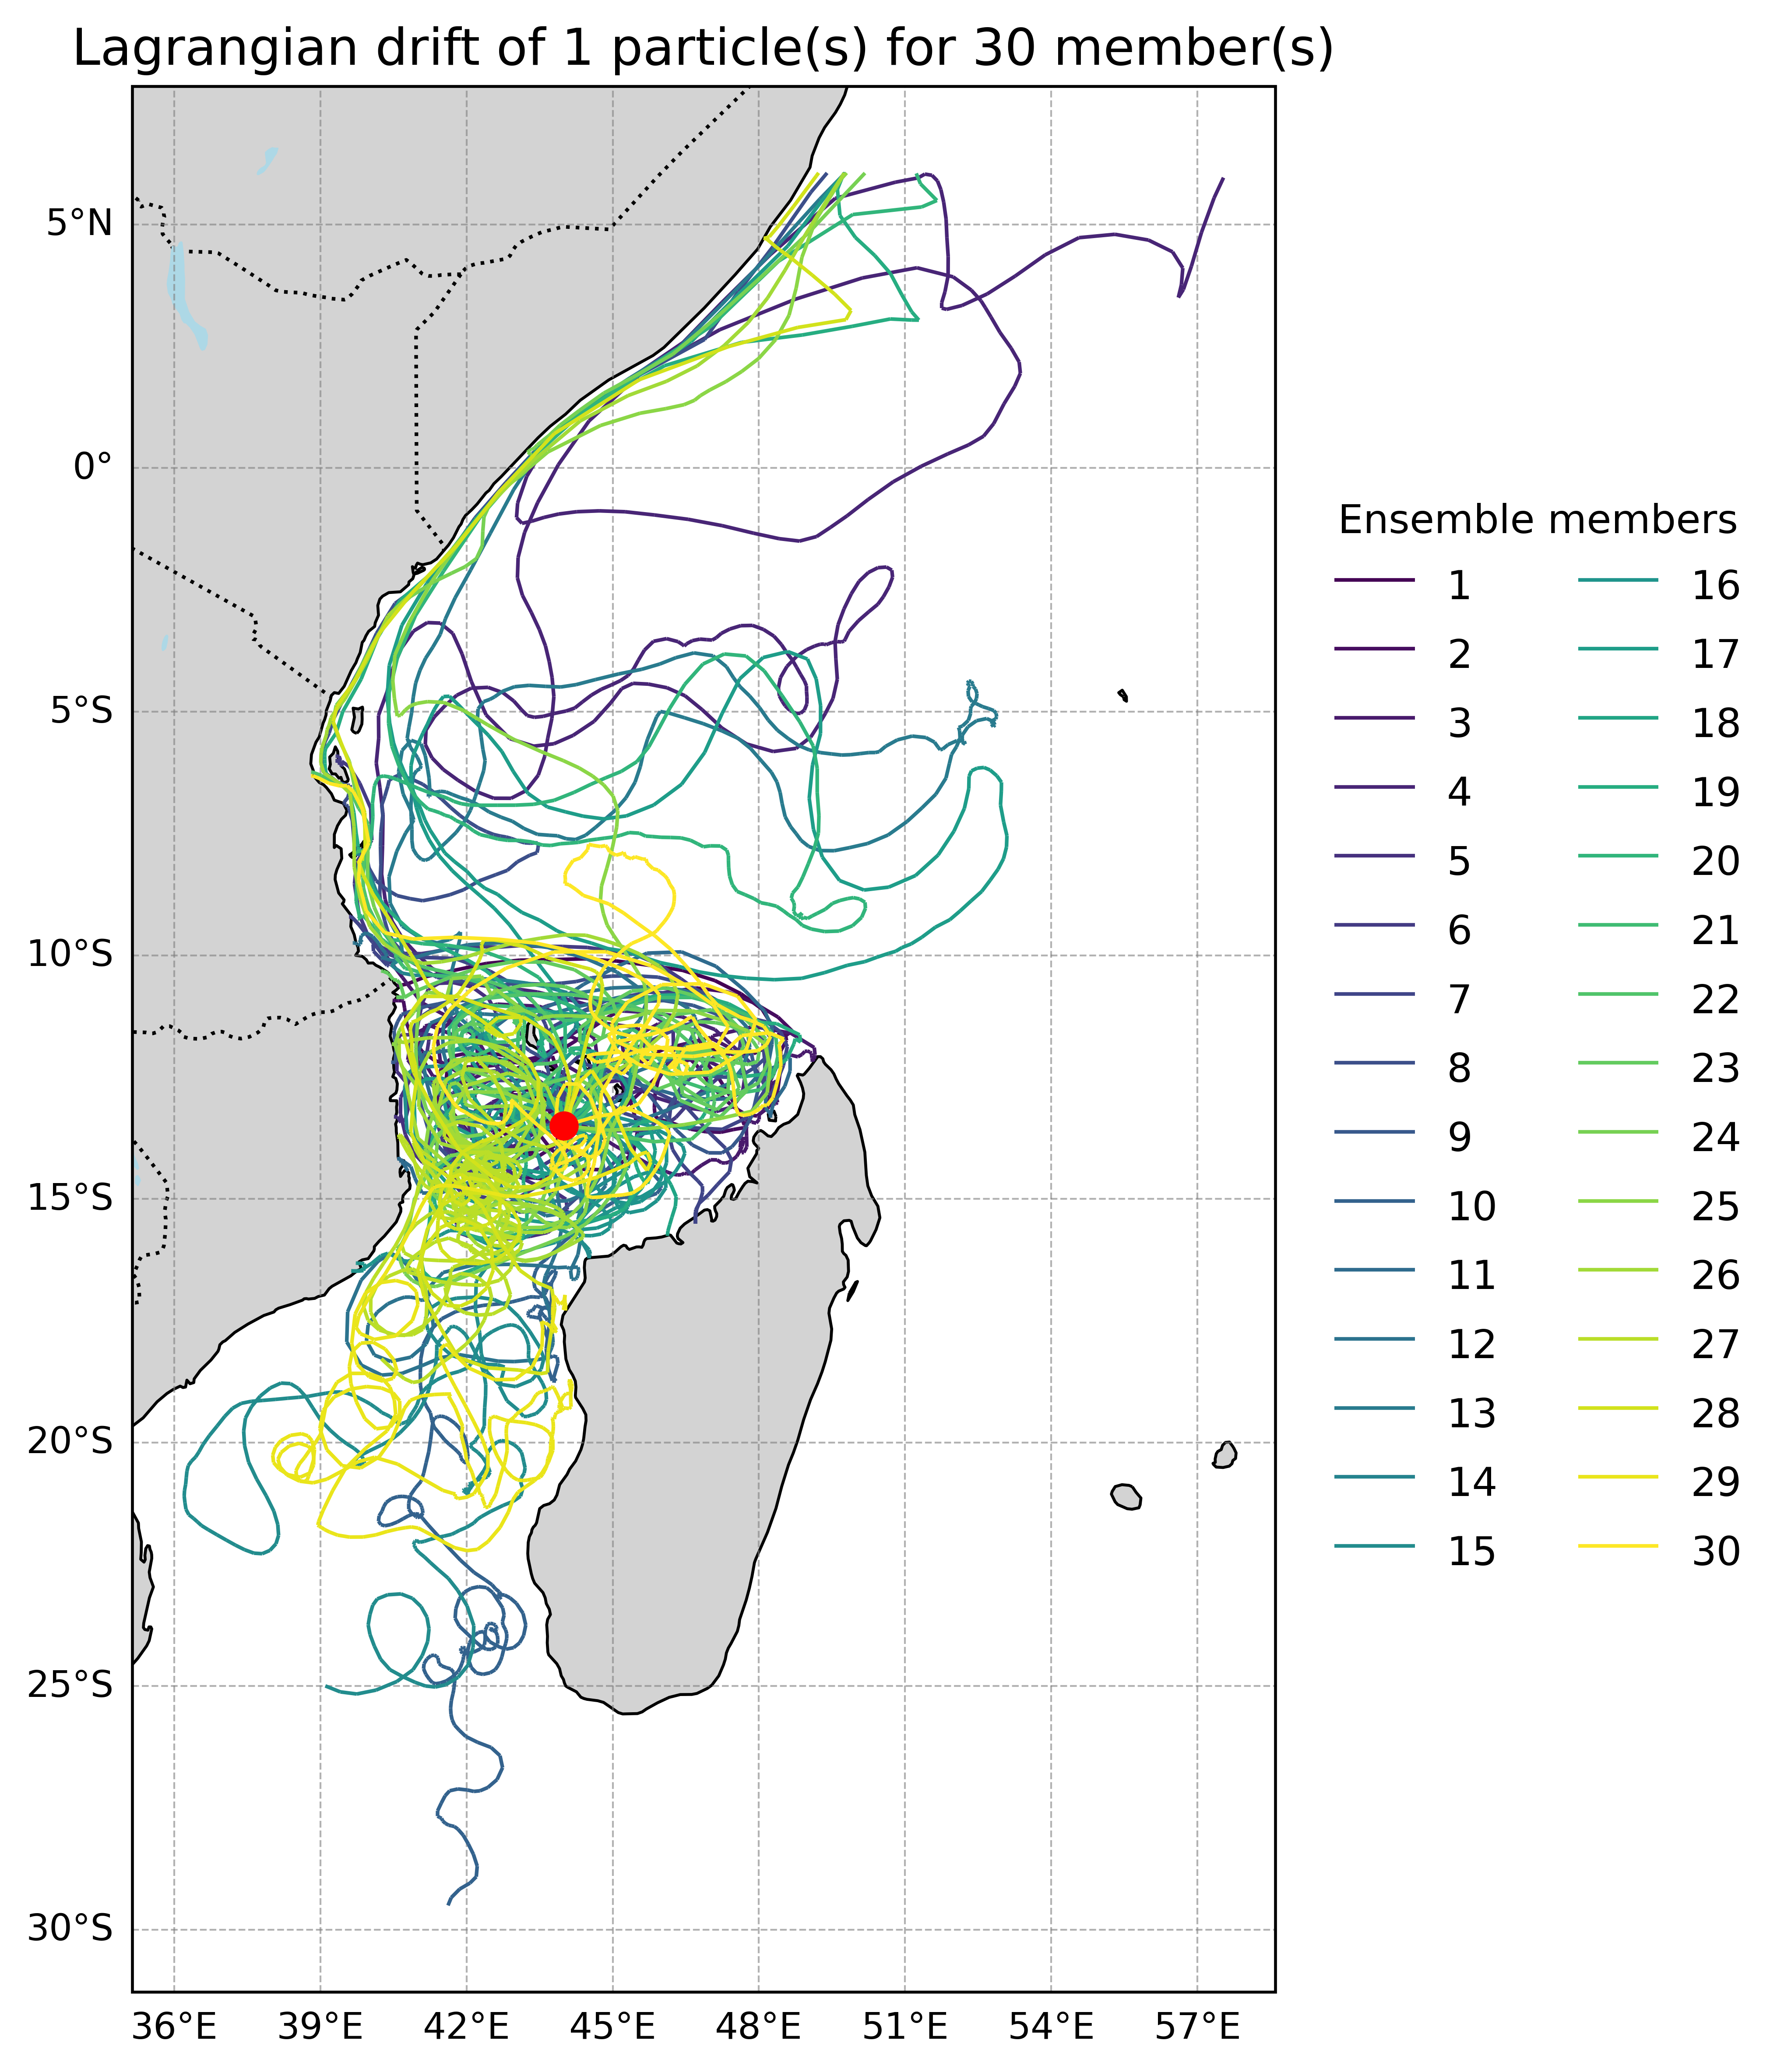 Lagrangian drift of 1 particle(s) for 30 member(s)
5°N
0°
5°S
10°S
15°S
20°S
25°S
30°S
36°E 39°E 42°E 45°E 48°E 51°E 54°E 57°E
Ensemble members
1 16
2 17
3 18
4 19
5 20
6 21
7 22
8 23
9 24
10 25
11 26
12 27
13 28
14 29
15 30